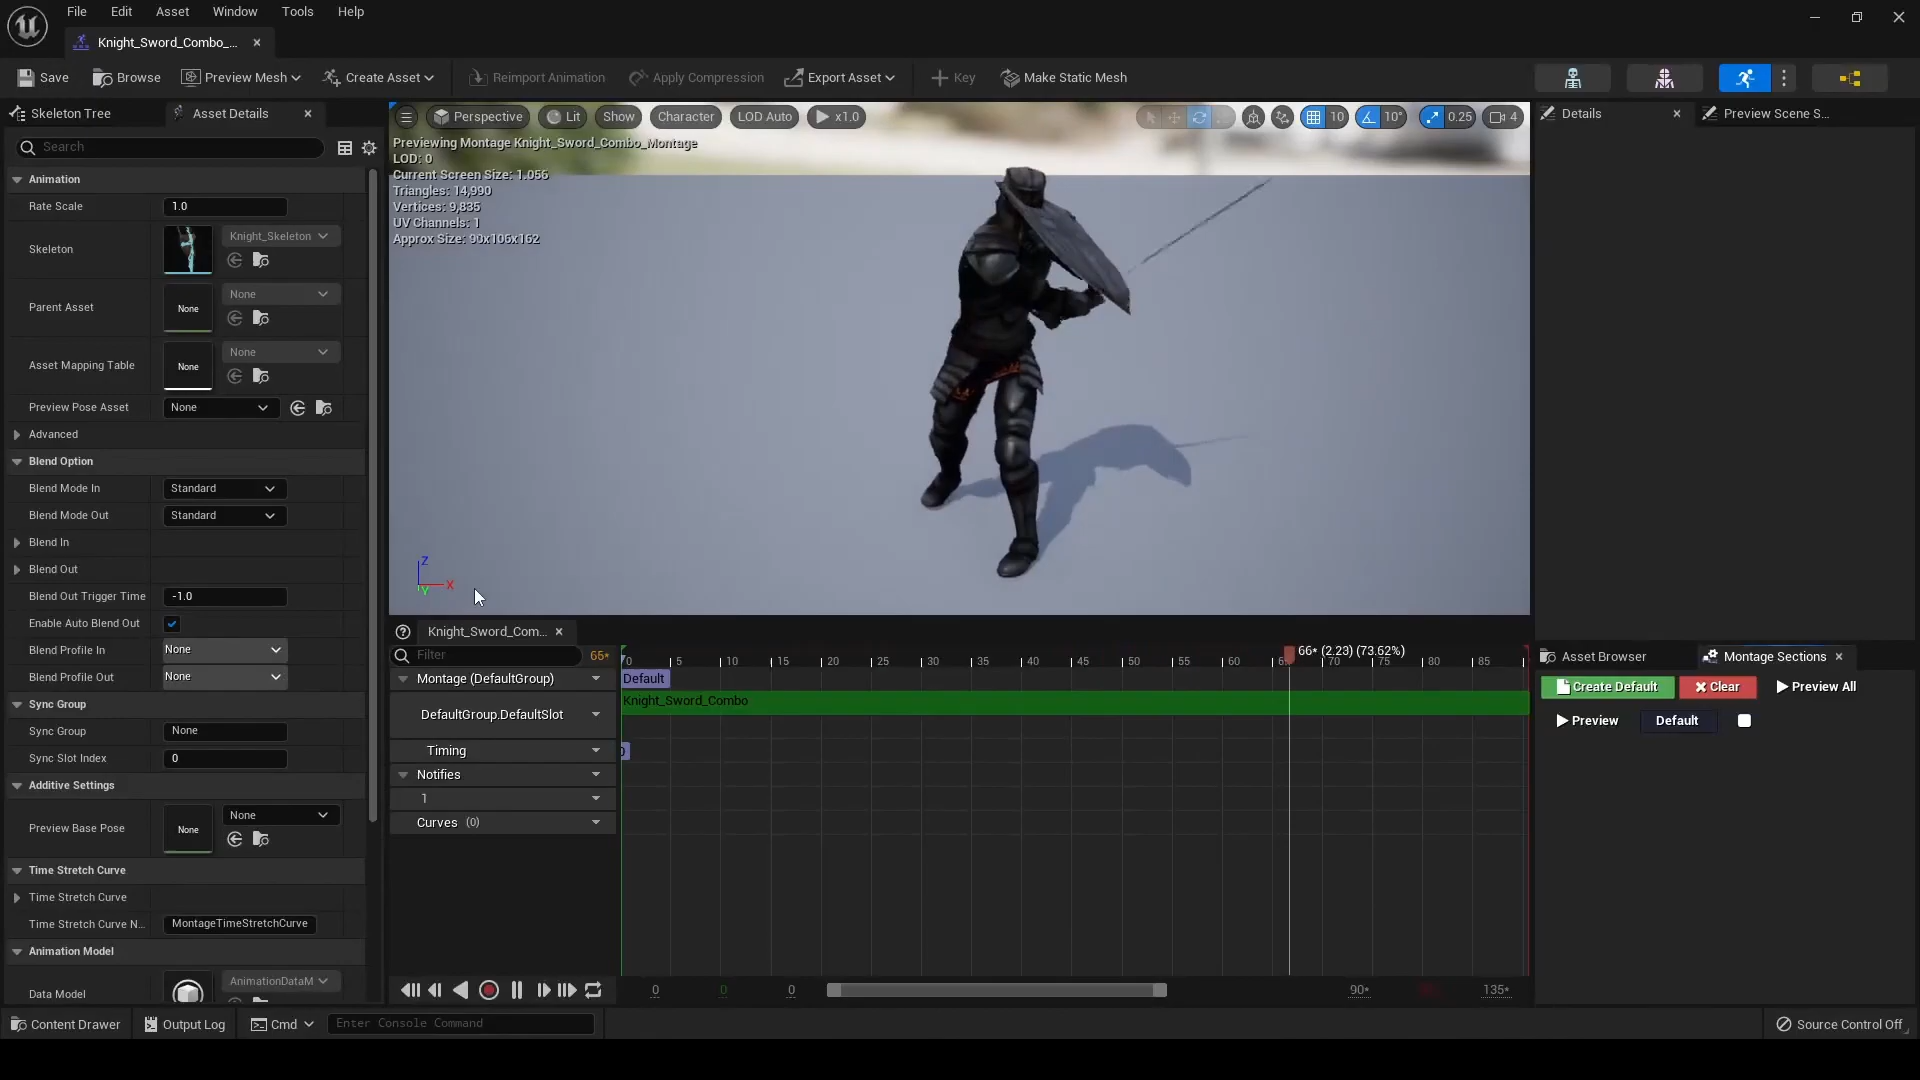 File Edit Asset Window Tools Help
Knight_Sword_Combo_...
Save Browse Preview Mesh Create Asset Reimport Animation Apply Compression Export Asset Key Make Static Mesh
Skeleton Tree Asset Details
Search
Animation
Rate Scale 1.0
Skeleton Knight_Skeleton
Parent Asset None None
Asset Mapping Table None None
Preview Pose Asset None
Advanced
Blend Option
Blend Mode In Standard
Blend Mode Out Standard
Blend In
Blend Out
Blend Out Trigger Time -1.0
Enable Auto Blend Out
Blend Profile In None
Blend Profile Out None
Sync Group
Sync Group None
Sync Slot Index 0
Additive Settings
Preview Base Pose None None
Time Stretch Curve
Time Stretch Curve
Time Stretch Curve N... MontageTimeStretchCurve
Animation Model
Data Model AnimationDataM
Perspective Lit Show Character LOD Auto x1.0 10 10° 0.25 4
Previewing Montage Knight_Sword_Combo_Montage
LOD: 0
Current Screen Size: 1.056
Triangles: 14,990
Vertices: 9,835
UV Channels: 1
Approx Size: 90x106x162
Z
X
Y
Knight_Sword_Com...
Filter 65*
66* (2.23) (73.62%)
0 5 10 15 20 25 30 35 40 45 50 55 60 75 80 85
Montage (DefaultGroup) Default
Knight_Sword_Combo
DefaultGroup.DefaultSlot
Timing
Notifies
1
Curves (0)
0 0 0 90* 135*
Details Preview Scene S...
Asset Browser Montage Sections
Create Default Clear Preview All
Preview Default
Content Drawer Output Log Cmd Enter Console Command Source Control Off